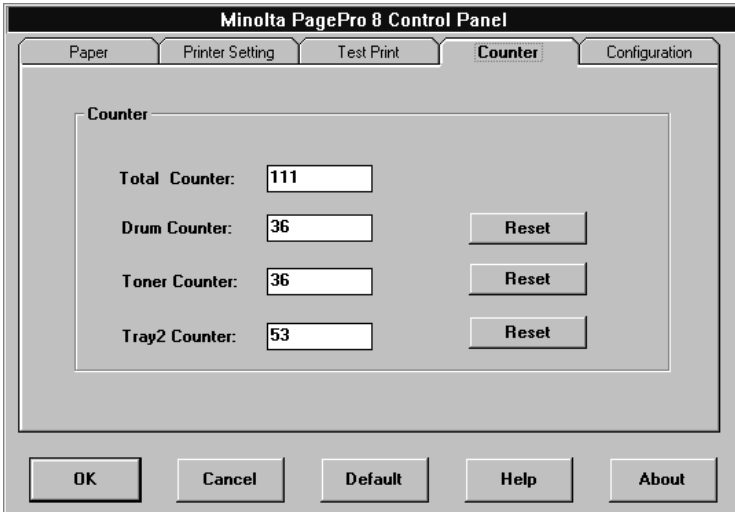 Minolta PagePro 8 Control Panel
Paper Printer Setting Test Print Counter Configuration
Counter
Total Counter: 111
Drum Counter: 36 Reset
Toner Counter: 36 Reset
Tray2 Counter: 53 Reset
OK Cancel Default Help About